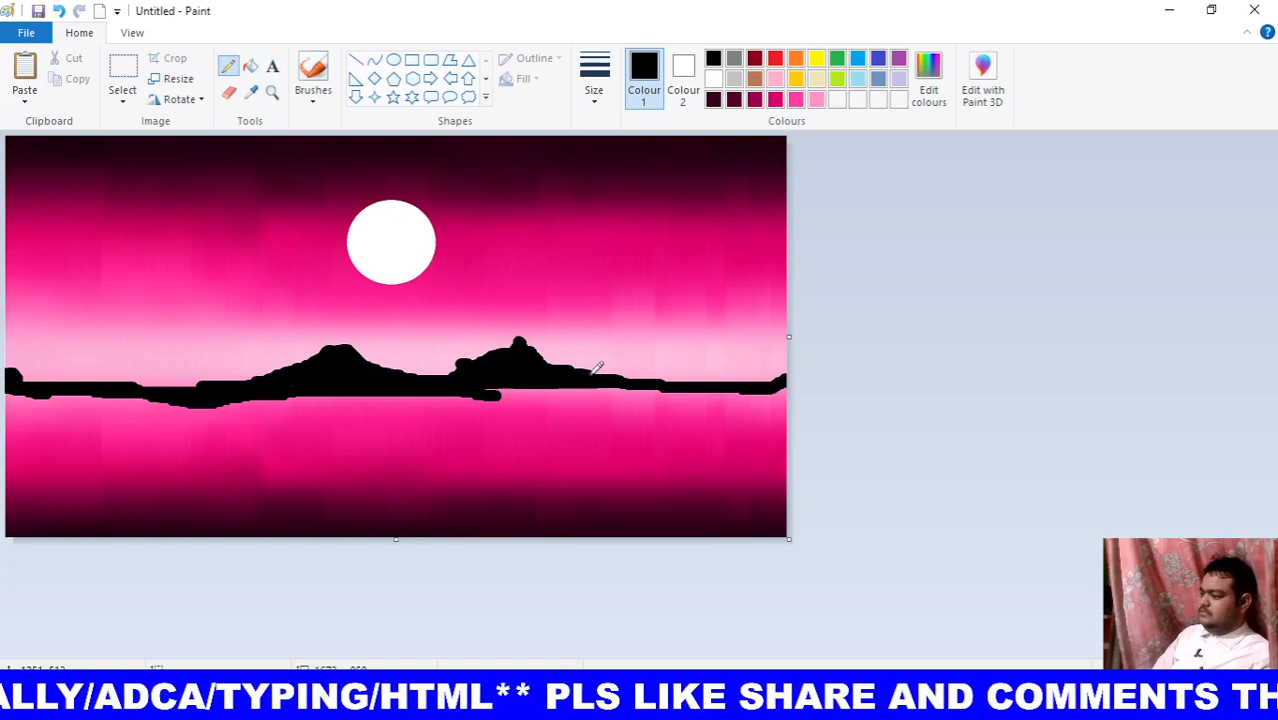 Untitled - Paint
File Home View
Paste
Cut
Copy
Clipboard
Select
Crop
Resize
Rotate
Image
A
Tools
Brushes
Outline
Fill
Shapes
Size
Colour 1
Colour 2
Edit colours
Colours
Edit with Paint 3D
ALLY/ADCA/TYPING/HTML** PLS LIKE SHARE AND COMMENTS TH